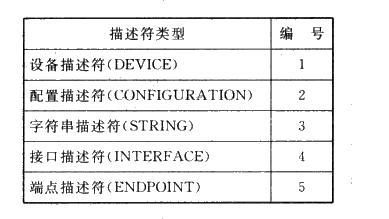 描述符类型 编 号
设备描述符(DEVICE) 1
配置描述符(CONFIGURATION) 2
字符串描述符(STRING) 3
接口描述符(INTERFACE) 4
端点描述符(ENDPOINT) 5